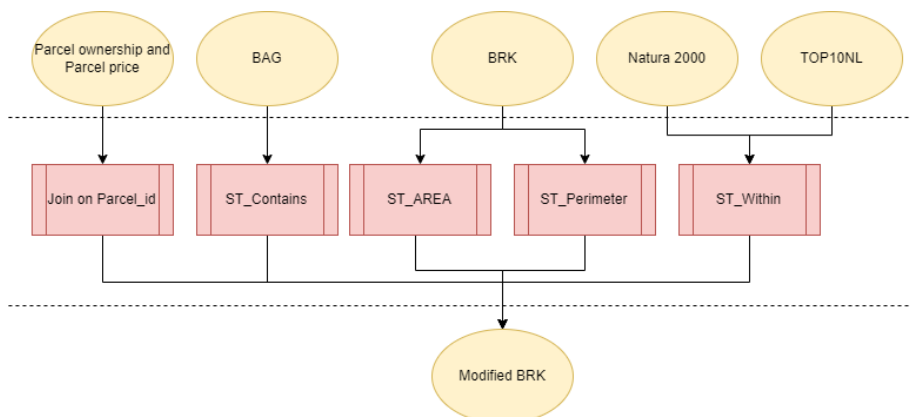 Parcel ownership and
Parcel price
BAG
BRK
Natura 2000
TOP10NL
Join on Parcel_id
ST_Contains
ST_AREA
ST_Perimeter
ST_Within
Modified BRK